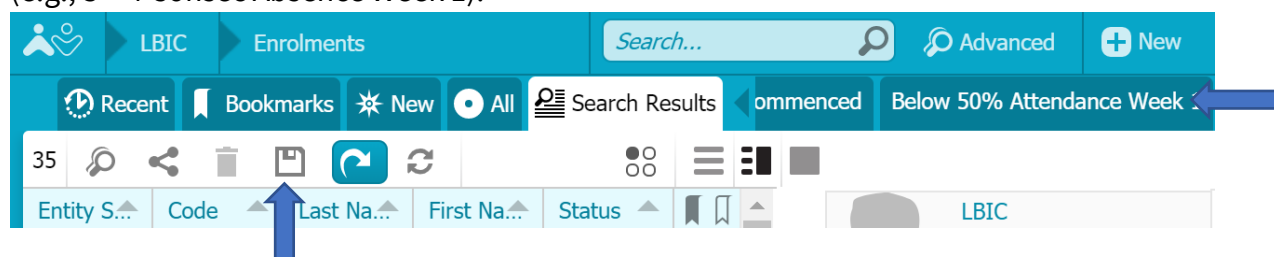 LBIC Enrolments Search... Advanced New
Recent Bookmarks New All Search Results ommenced Below 50% Attendance Week
35
Entity S... Code Last Na... First Na... Status LBIC